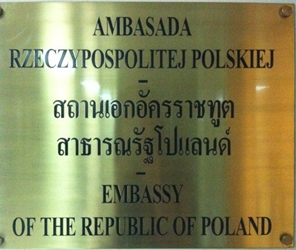 AMBASADA
RZECZYPOSPOLITEJ POLSKIEJ
–
สถานเอกอัครราชทูต
สาธารณรัฐโปแลนด์
–
EMBASSY
OF THE REPUBLIC OF POLAND